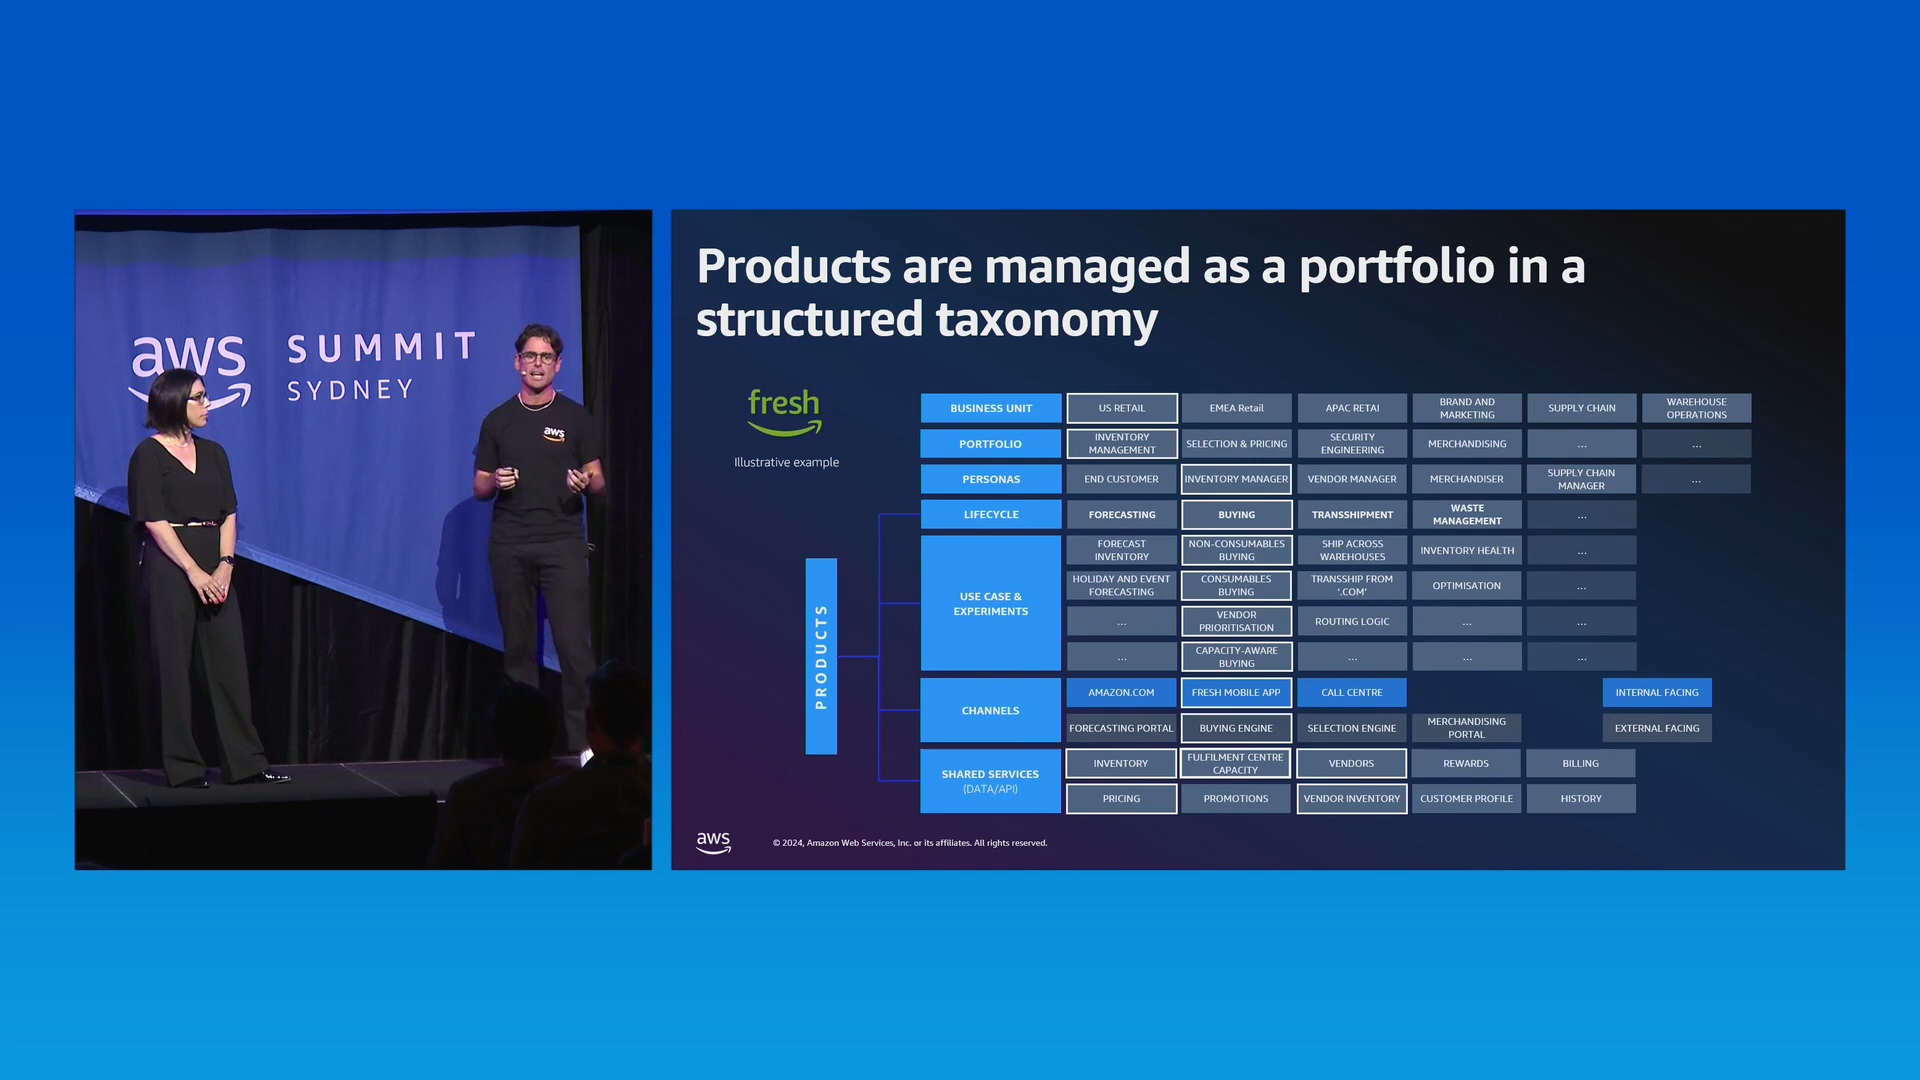 aws SUMMIT
SYDNEY
aws
Products are managed as a portfolio in a
structured taxonomy
fresh
Illustrative example
PRODUCTS
BUSINESS UNIT
US RETAIL
EMEA Retail
APAC RETAI
BRAND AND
MARKETING
SUPPLY CHAIN
WAREHOUSE
OPERATIONS
PORTFOLIO
INVENTORY
MANAGEMENT
SELECTION & PRICING
SECURITY
ENGINEERING
MERCHANDISING
...
...
PERSONAS
END CUSTOMER
INVENTORY MANAGER
VENDOR MANAGER
MERCHANDISER
SUPPLY CHAIN
MANAGER
...
LIFECYCLE
FORECASTING
BUYING
TRANSSHIPMENT
WASTE
MANAGEMENT
...
USE CASE &
EXPERIMENTS
FORECAST
INVENTORY
NON-CONSUMABLES
BUYING
SHIP ACROSS
WAREHOUSES
INVENTORY HEALTH
...
HOLIDAY AND EVENT
FORECASTING
CONSUMABLES
BUYING
TRANSSHIP FROM
‘.COM’
OPTIMISATION
...
...
VENDOR
PRIORITISATION
ROUTING LOGIC
...
...
...
CAPACITY-AWARE
BUYING
...
...
...
CHANNELS
AMAZON.COM
FRESH MOBILE APP
CALL CENTRE
INTERNAL FACING
FORECASTING PORTAL
BUYING ENGINE
SELECTION ENGINE
MERCHANDISING
PORTAL
EXTERNAL FACING
SHARED SERVICES
(DATA/API)
INVENTORY
FULFILMENT CENTRE
CAPACITY
VENDORS
REWARDS
BILLING
PRICING
PROMOTIONS
VENDOR INVENTORY
CUSTOMER PROFILE
HISTORY
aws
© 2024, Amazon Web Services, Inc. or its affiliates. All rights reserved.